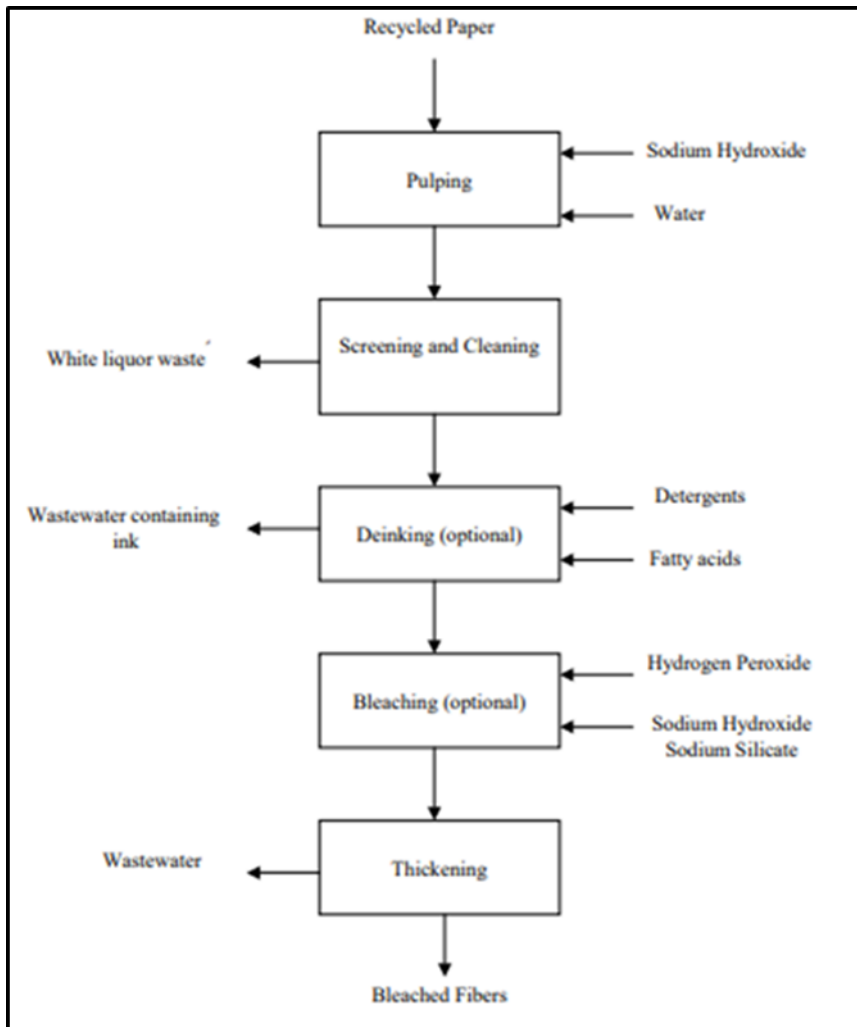 Recycled Paper
Sodium Hydroxide
Pulping
Water
Screening and Cleaning
White liquor waste
Detergents
Wastewater containing
ink
Deinking (optional)
Fatty acids
Hydrogen Peroxide
Bleaching (optional)
Sodium Hydroxide
Sodium Silicate
Wastewater
Thickening
Bleached Fibers